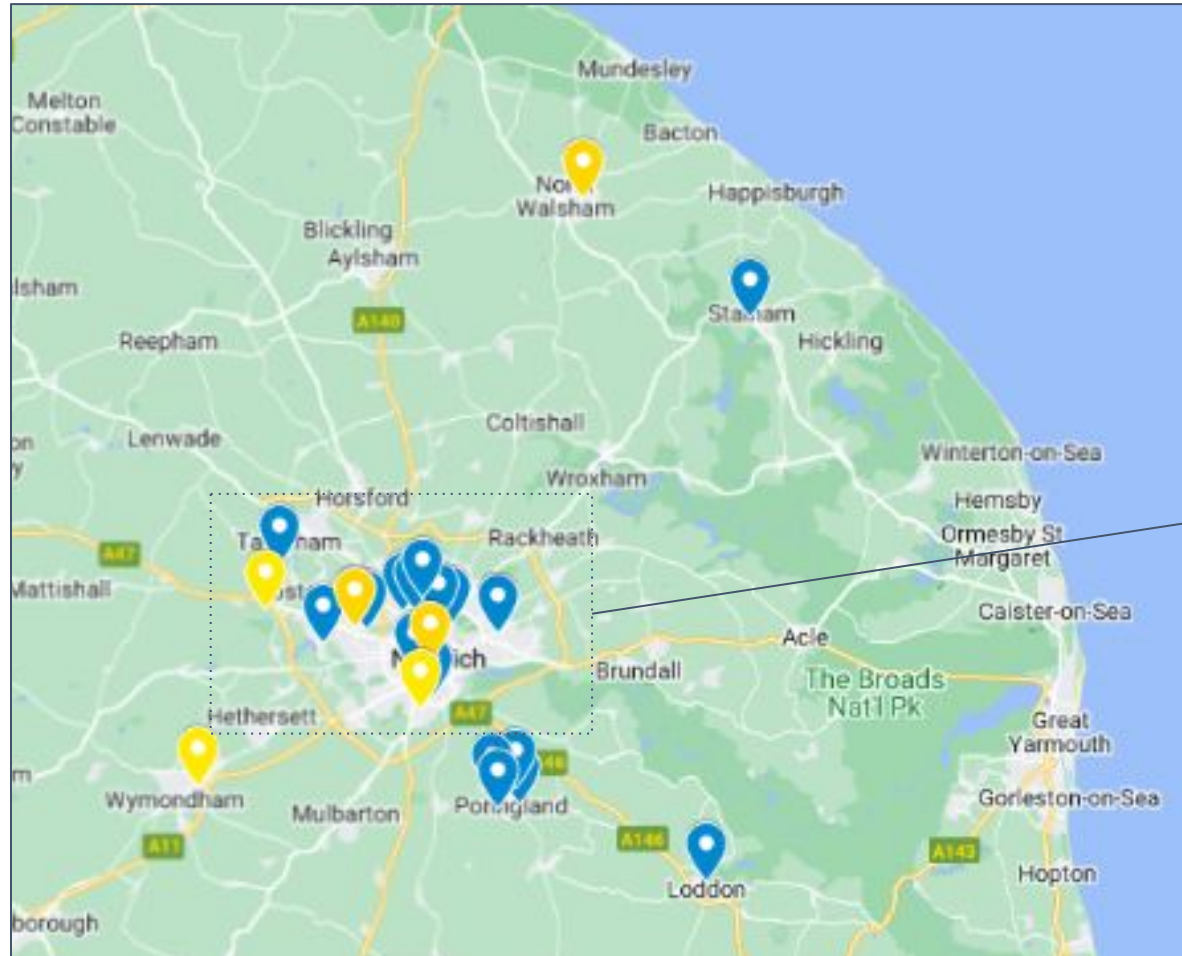 Mundesley
Melton
Constable
Bacton
Walsham
Happisburgh
Blickling
Aylsham
lsham
A140
Hickling
Reepham
Coltishall
Lenwade
Winterton-on-Sea
Wroxham
Horsford
Hemsby
Rackheath
Ormesby St
Margaret
A47
Mattishall
Caister-on-Sea
Acle
Brundall
The Broads
Nat'l Pk
Hethersett
A47
Great
Yarmouth
Wymondham
Mulbarton
Gorleston-on-Sea
A11
A146
A143
Loddon
Hopton
borough